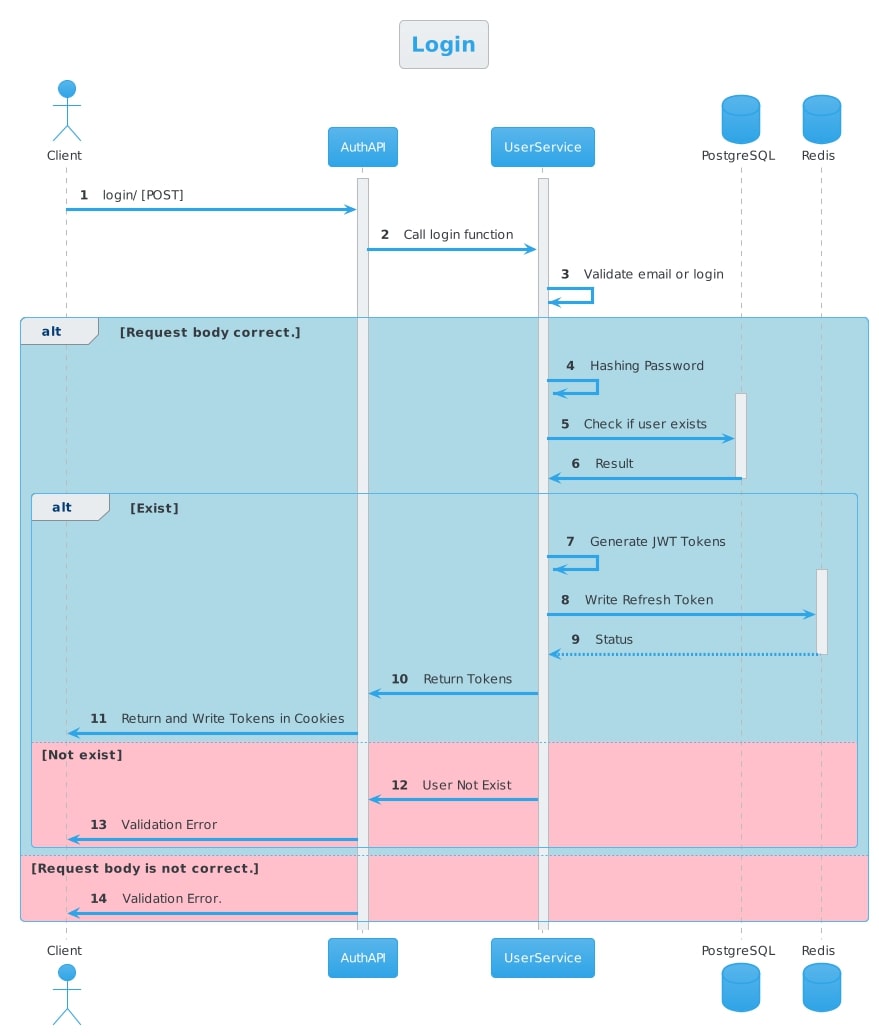 Login
Client
AuthAPI
UserService
PostgreSQL
Redis
1 login/ [POST]
2 Call login function
3 Validate email or login
alt [Request body correct.]
4 Hashing Password
5 Check if user exists
6 Result
alt [Exist]
7 Generate JWT Tokens
8 Write Refresh Token
9 Status
10 Return Tokens
11 Return and Write Tokens in Cookies
[Not exist]
12 User Not Exist
13 Validation Error
[Request body is not correct.]
14 Validation Error.
Client
AuthAPI
UserService
PostgreSQL
Redis